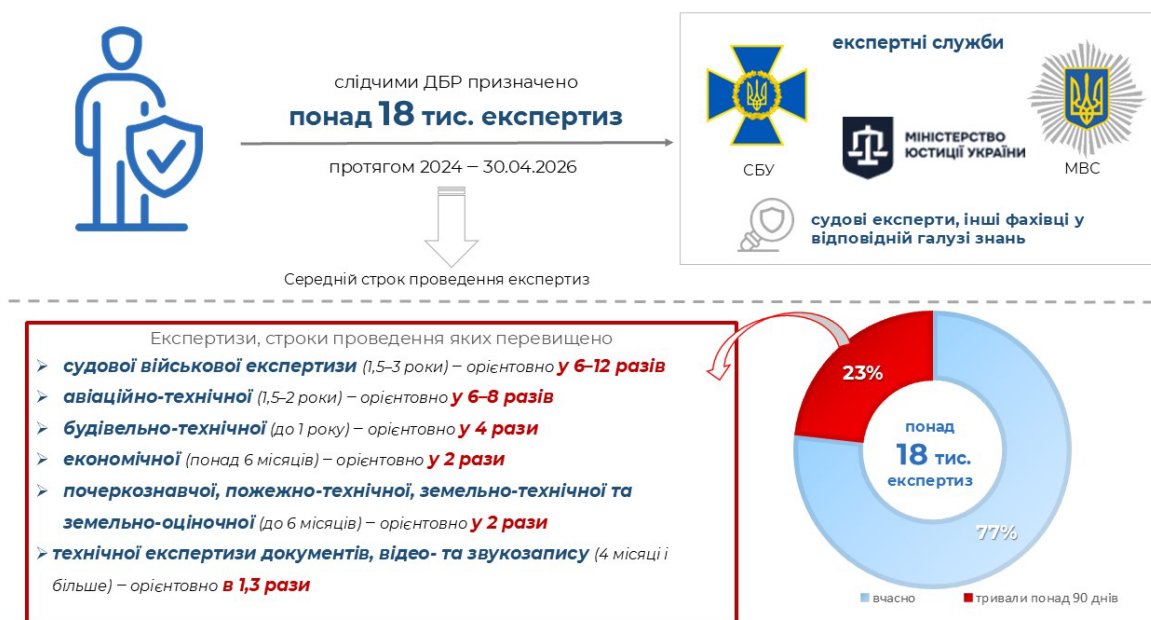 слідчими ДБР призначено
понад 18 тис. експертиз
протягом 2024 – 30.04.2026
Середній строк проведення експертиз
експертні служби
СБУ
МІНІСТЕРСТВО
ЮСТИЦІЇ УКРАЇНИ
МВС
судові експерти, інші фахівці у
відповідній галузі знань
Експертизи, строки проведення яких перевищено
➢ судової військової експертизи (1,5–3 роки) – орієнтовно у 6–12 разів
➢ авіаційно-технічної (1,5–2 роки) – орієнтовно у 6–8 разів
➢ будівельно-технічної (до 1 року) – орієнтовно у 4 рази
➢ економічної (понад 6 місяців) – орієнтовно у 2 рази
➢ почеркознавчої, пожежно-технічної, земельно-технічної та
земельно-оціночної (до 6 місяців) – орієнтовно у 2 рази
➢ технічної експертизи документів, відео- та звукозапису (4 місяці і
більше) – орієнтовно в 1,3 рази
23%
понад
18 тис.
експертиз
77%
вчасно
тривали понад 90 днів